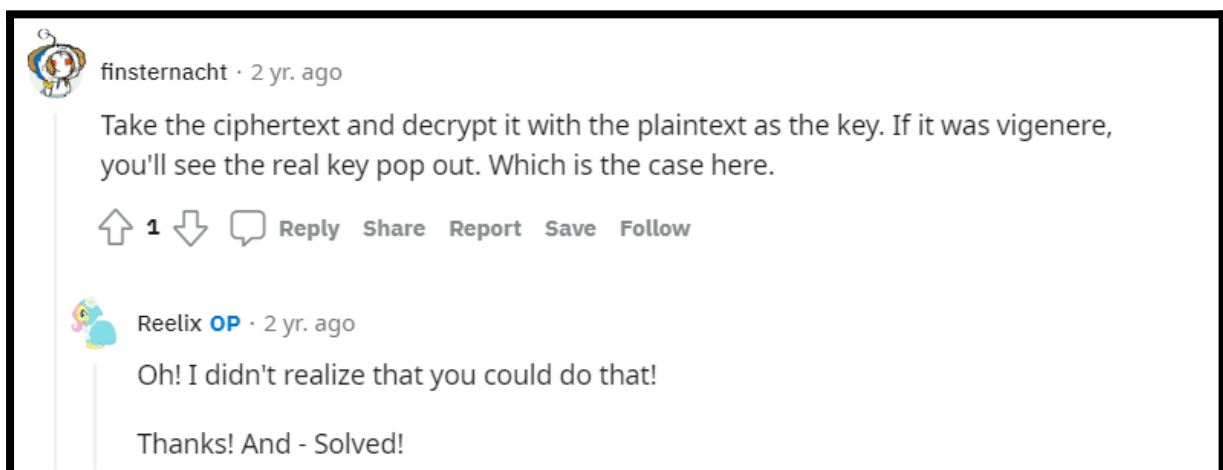 finsternacht · 2 yr. ago
Take the ciphertext and decrypt it with the plaintext as the key. If it was vigenere,
you'll see the real key pop out. Which is the case here.
1 Reply Share Report Save Follow
Reelix OP · 2 yr. ago
Oh! I didn't realize that you could do that!
Thanks! And - Solved!